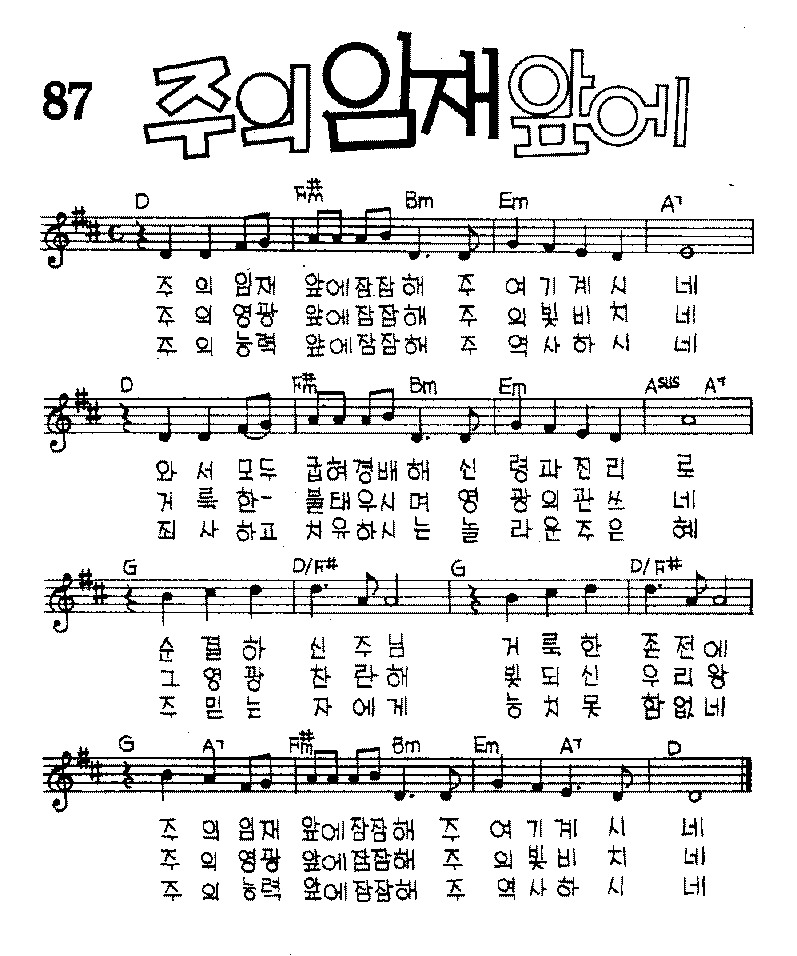 87 주의 임재 앞에
D F#m Bm Em A7
주 의 임재 앞에잠잠해 주 여기계시 네
주 의 영광 앞에잠잠해 주 의빛비치 네
주 의 능력 앞에잠잠해 주 역사하시 네
D F#m Bm Em Asus A7
와 서 모두 굽혀경배해 신 령과진리 로
거 룩 한- 불태우시며 영 광의관쓰 네
죄 사 하고 치유하시는 놀 라운주은 혜
G D/F# G D/F#
순 결 하 신 주 님 거 룩 한 존 전에
그 영 광 찬 란해 빛 되 신 우 리 왕
주 믿 는 자 에게 능 치 못 함없네
G A7 F#m Bm Em A7 D
주 의 임재 앞에잠잠해 주 여기계시 네
주 의 영광 앞에잠잠해 주 의빛비치 네
주 의 능력 앞에잠잠해 주 역사하시 네